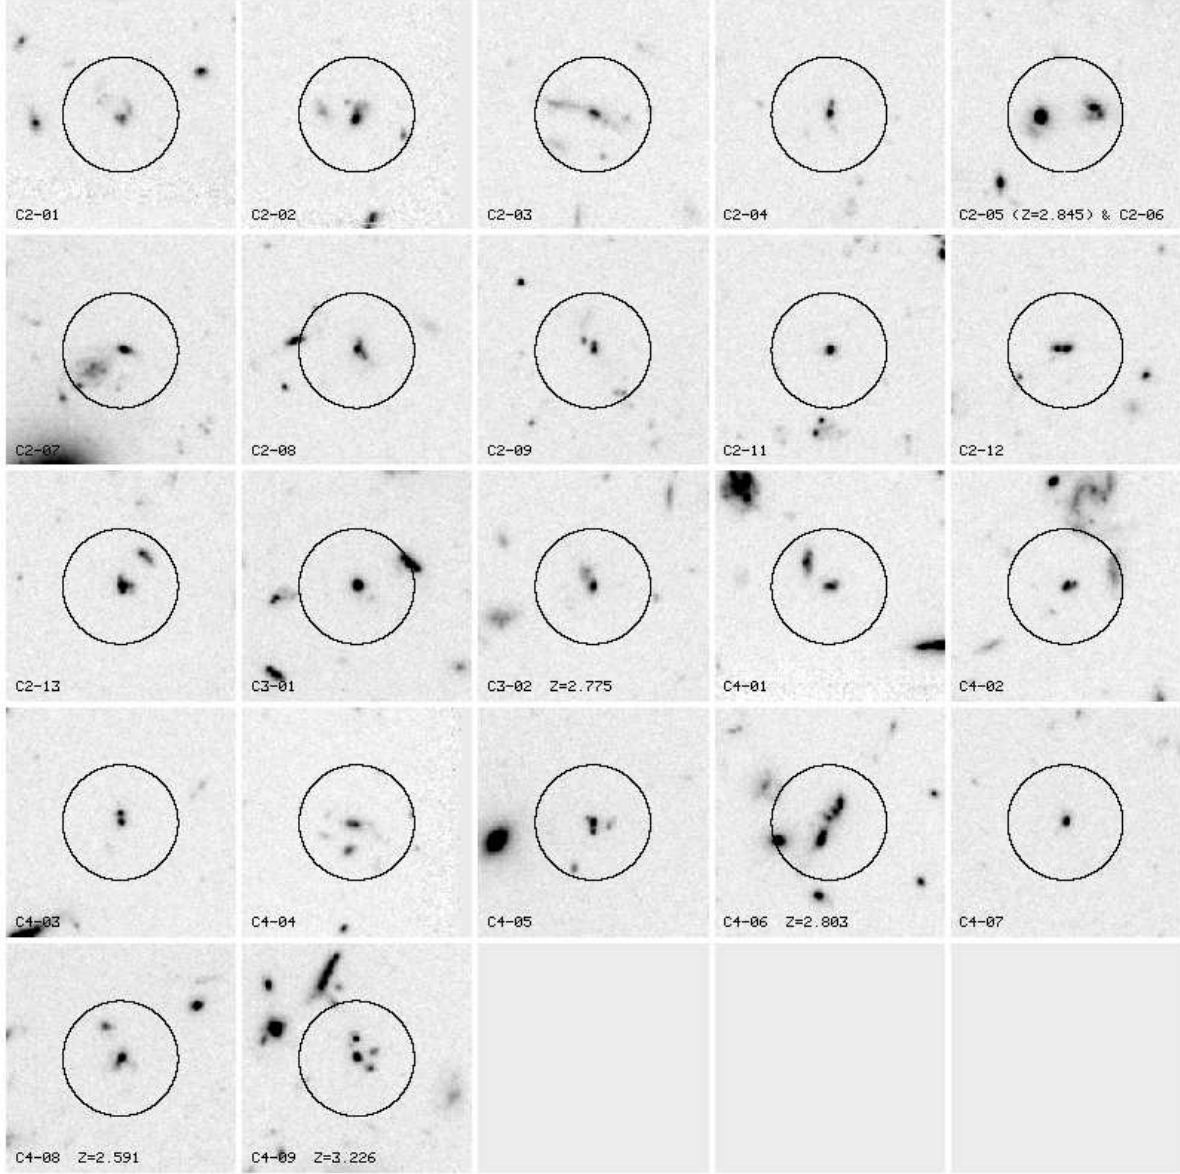 C2-01
C2-02
C2-03
C2-04
C2-05 (Z=2.845) & C2-06
C2-07
C2-08
C2-09
C2-11
C2-12
C2-13
C3-01
C3-02 Z=2.775
C4-01
C4-02
C4-03
C4-04
C4-05
C4-06 Z=2.803
C4-07
C4-08 Z=2.591
C4-09 Z=3.226